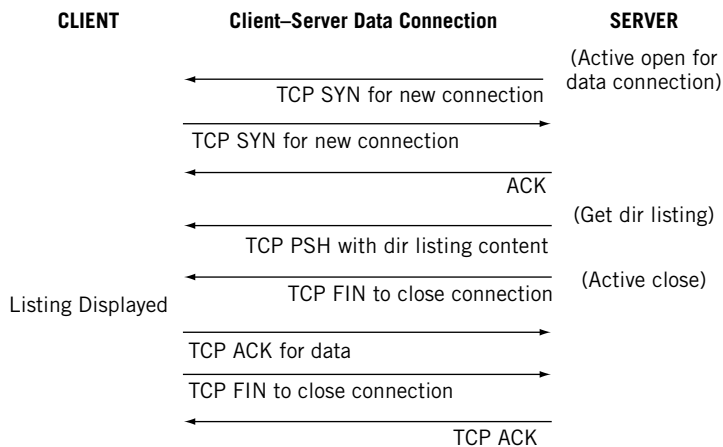 CLIENT Client–Server Data Connection SERVER
(Active open for
data connection)
TCP SYN for new connection
TCP SYN for new connection
ACK
(Get dir listing)
TCP PSH with dir listing content
TCP FIN to close connection (Active close)
Listing Displayed
TCP ACK for data
TCP FIN to close connection
TCP ACK